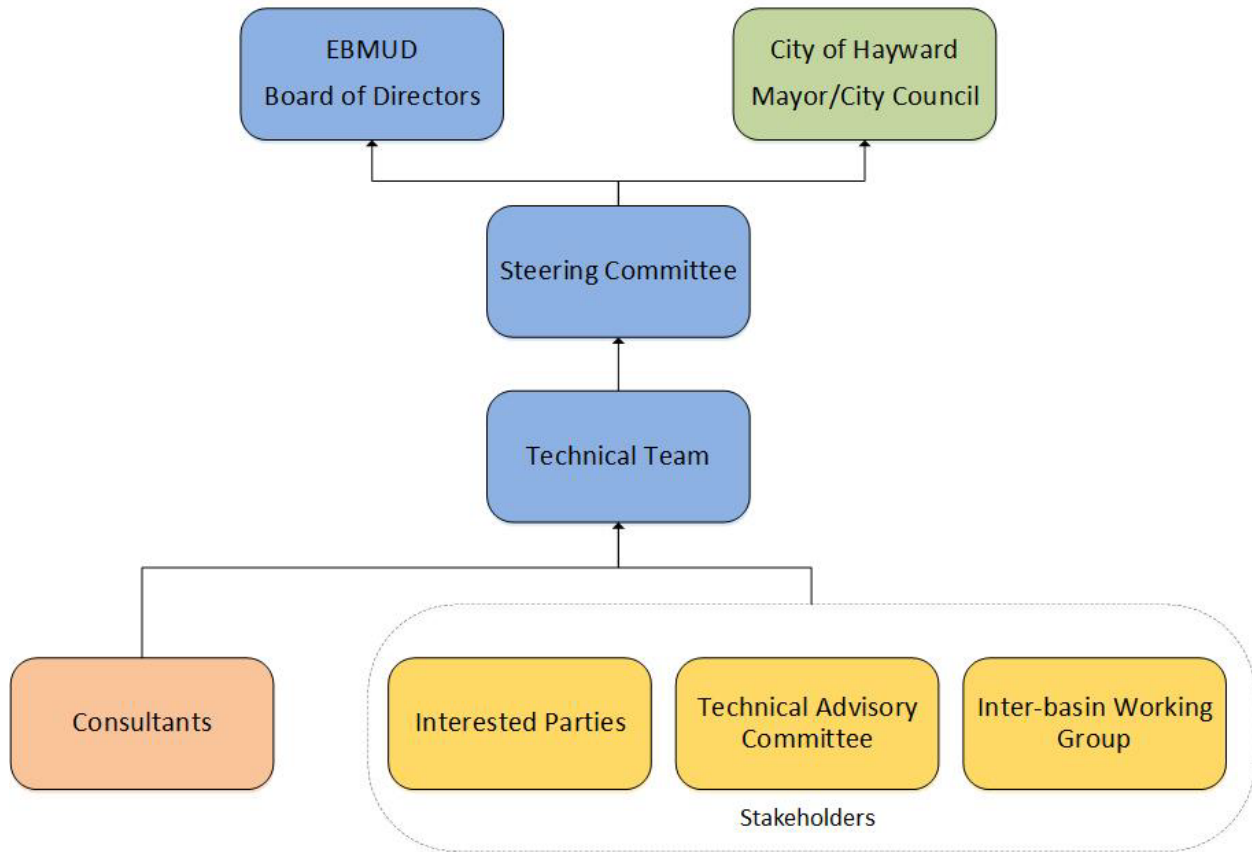 EBMUD
Board of Directors
City of Hayward
Mayor/City Council
Steering Committee
Technical Team
Consultants
Interested Parties
Technical Advisory
Committee
Inter-basin Working
Group
Stakeholders